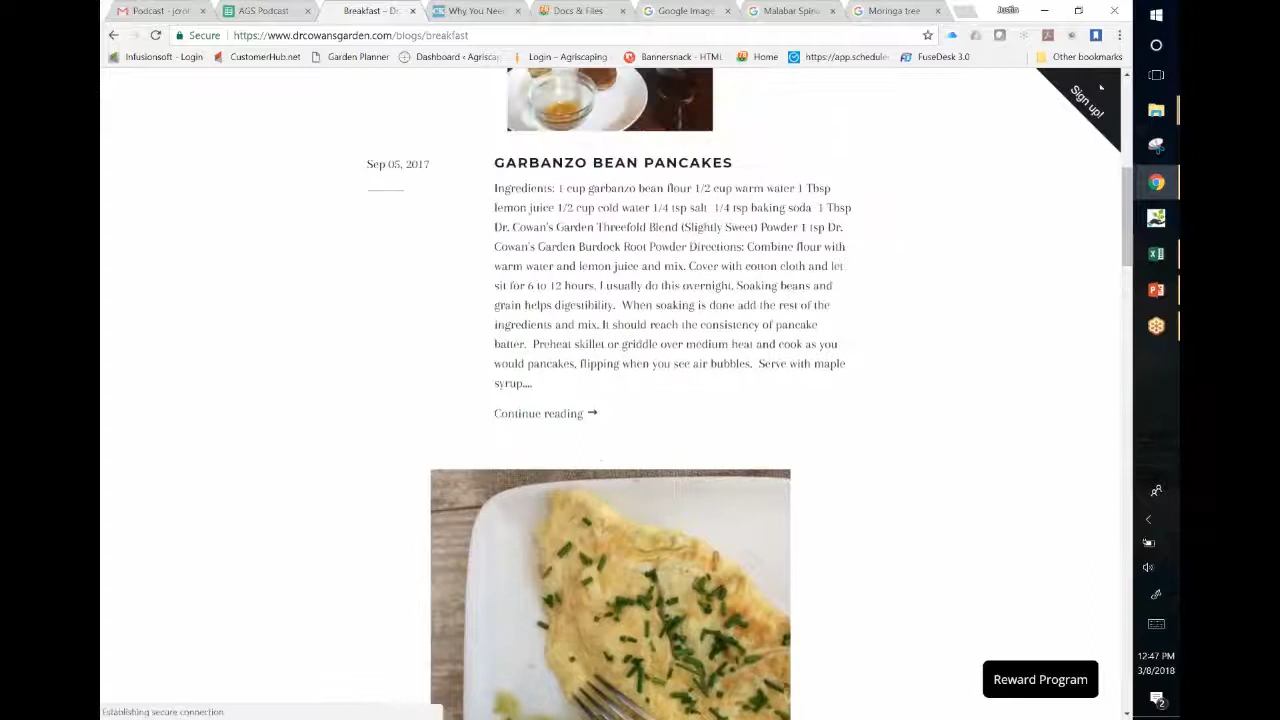 Podcast - jcrol
AGS Podcast
Breakfast – Dr.
Why You Nee
Docs & Files
Google Image
Malabar Spina
Moringa tree
Justin
Secure
https://www.drcowansgarden.com/blogs/breakfast
Infusionsoft - Login
CustomerHub.net
Garden Planner
Dashboard ‹ Agriscap
Login – Agriscaping
Bannersnack - HTML
Home
https://app.schedule
FuseDesk 3.0
Other bookmarks
Sign up!
Sep 05, 2017
GARBANZO BEAN PANCAKES
Ingredients: 1 cup garbanzo bean flour 1/2 cup warm water 1 Tbsp
lemon juice 1/2 cup cold water 1/4 tsp salt 1/4 tsp baking soda 1 Tbsp
Dr. Cowan's Garden Threefold Blend (Slightly Sweet) Powder 1 tsp Dr.
Cowan's Garden Burdock Root Powder Directions: Combine flour with
warm water and lemon juice and mix. Cover with cotton cloth and let
sit for 6 to 12 hours, I usually do this overnight. Soaking beans and
grain helps digestibility. When soaking is done add the rest of the
ingredients and mix. It should reach the consistency of pancake
batter. Preheat skillet or griddle over medium heat and cook as you
would pancakes, flipping when you see air bubbles. Serve with maple
syrup....
Continue reading →
Reward Program
Establishing secure connection
12:47 PM
3/8/2018
2